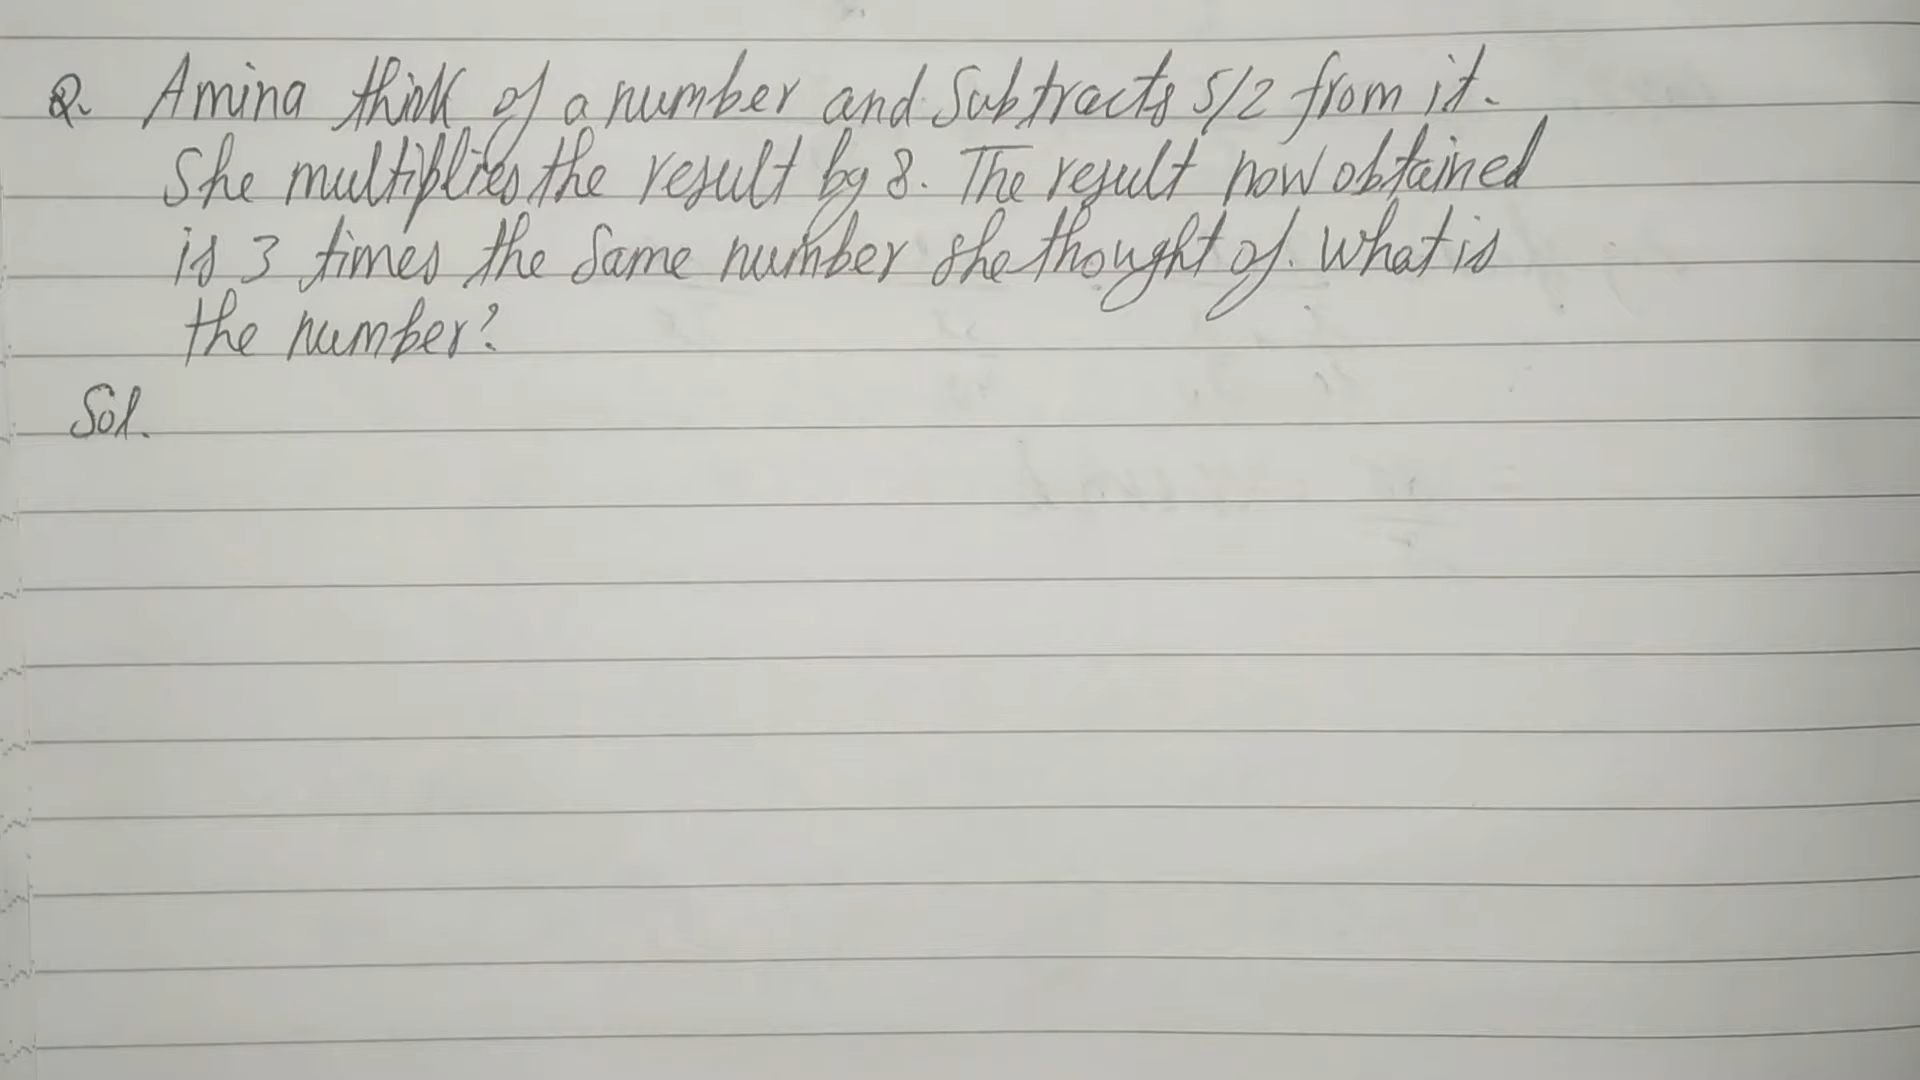 Q. Amina think of a number and Subtracts 5/2 from it.
She multiplies the result by 8. The result now obtained
is 3 times the same number she thought of. What is
the number?
Sol.